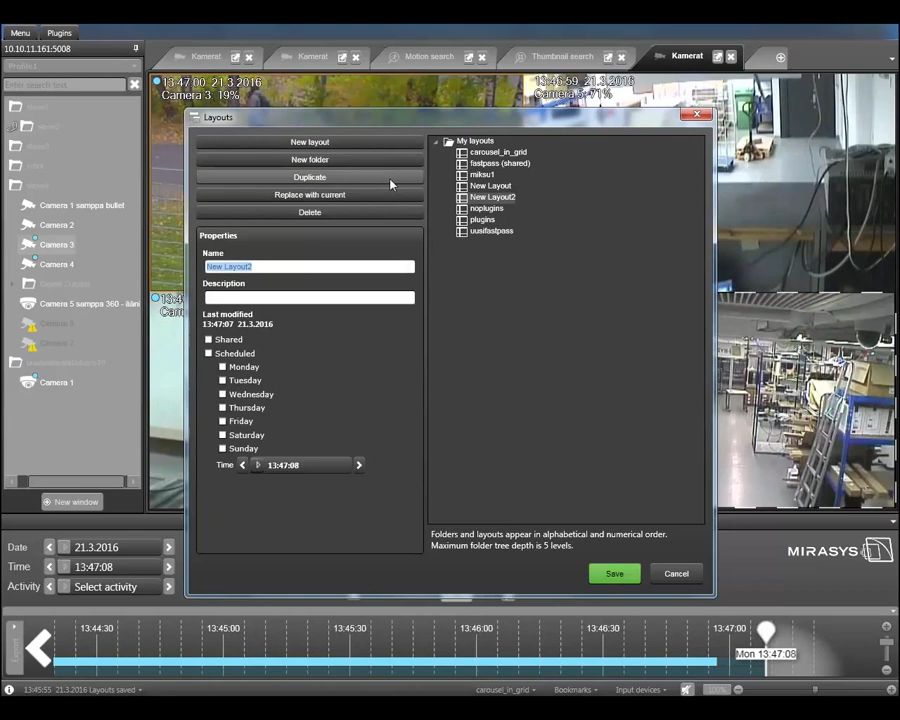 Menu Plugins
10.10.11.161:5008
Profile1
Enter search text
Kamerat
Kamerat
Motion search
Thumbnail search
Kamerat
13:47:00 21.3.2016
Camera 3. 19%
13:46:59 21.3.2016
Camera 1 samppa bullet
Camera 2
Camera 3
Camera 4
Camera 5 samppa 360 - ääni
Camera 1
New window
Layouts
New layout
New folder
Duplicate
Replace with current
Delete
Properties
Name
New Layout2
Description
Last modified
13:47:07 21.3.2016
Shared
Scheduled
Monday
Tuesday
Wednesday
Thursday
Friday
Saturday
Sunday
Time 13:47:08
My layouts
carousel_in_grid
fastpass (shared)
miksu1
New Layout
New Layout2
noplugins
plugins
uusifastpass
Folders and layouts appear in alphabetical and numerical order.
Maximum folder tree depth is 5 levels.
Save Cancel
Date 21.3.2016
Time 13:47:08
Activity Select activity
MIRASYS
Export
13:44:30 13:45:00 13:45:30 13:46:00 13:46:30 13:47:00
Mon 13:47:08
13:45:55 21.3.2016 Layouts saved
carousel_in_grid Bookmarks Input devices 100%